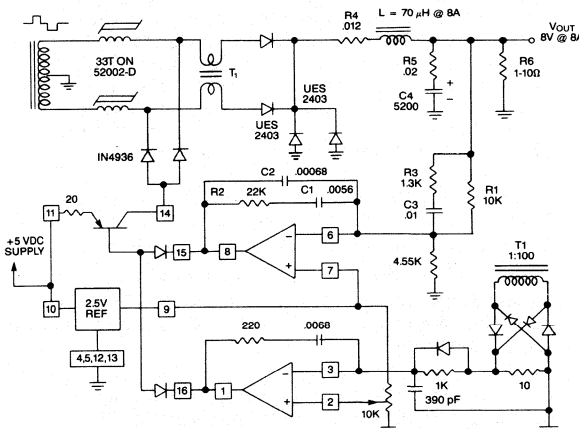 L = 70 µH @ 8A
R4
.012
VOUT
8V @ 8A
33T ON
52002-D
T1
R5
.02
R6
1-10Ω
C4
5200
+
−
UES
2403
UES
2403
IN4936
C2
.00068
R2
22K
C1
.0056
R3
1.3K
C3
.01
R1
10K
20
11
14
+5 VDC
SUPPLY
15
8
−
+
6
7
4.55K
T1
1:100
10
2.5V
REF
9
4,5,12,13
220
.0068
16
1
−
+
3
2
10K
1K
390 pF
10